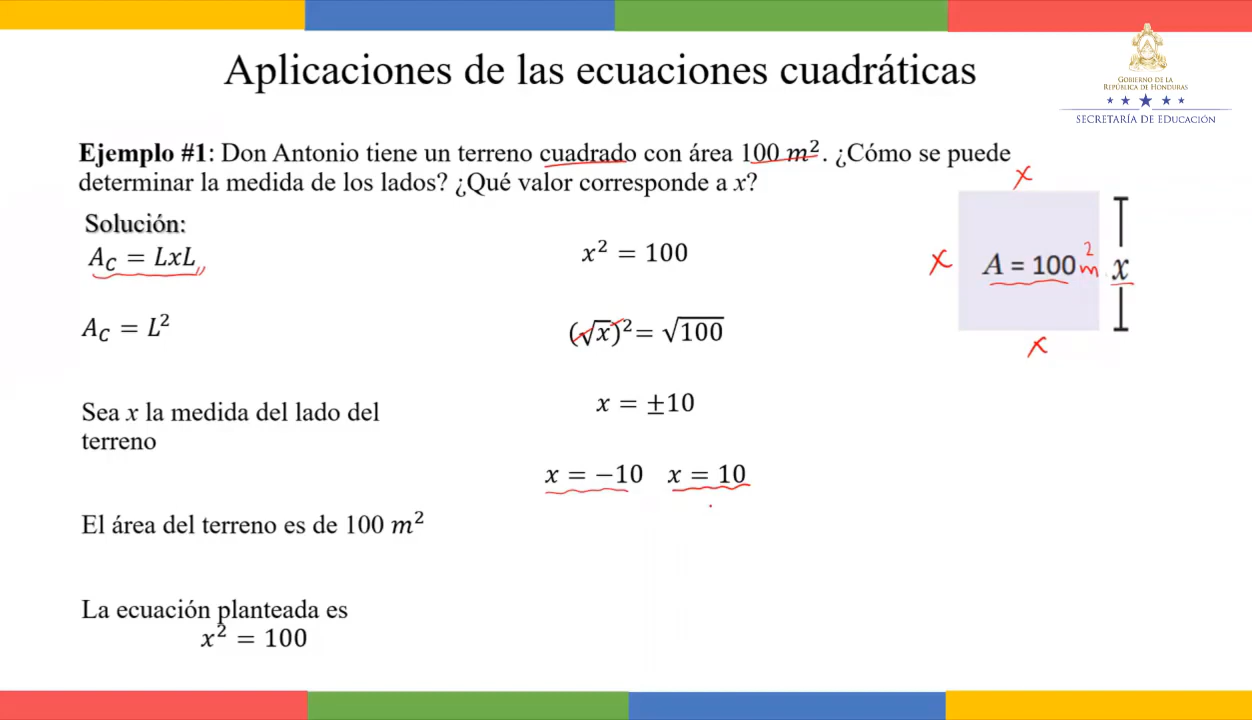 Aplicaciones de las ecuaciones cuadráticas
GOBIERNO DE LA
REPÚBLICA DE HONDURAS
SECRETARÍA DE EDUCACIÓN
Ejemplo #1: Don Antonio tiene un terreno cuadrado con área 100 m². ¿Cómo se puede
determinar la medida de los lados? ¿Qué valor corresponde a x?
Solución:
A_C = LxL
A_C = L²
Sea x la medida del lado del
terreno
El área del terreno es de 100 m²
La ecuación planteada es
x² = 100
x² = 100
(√x)² = √100
x = ±10
x = −10 x = 10
x
x A = 100 m² x
x